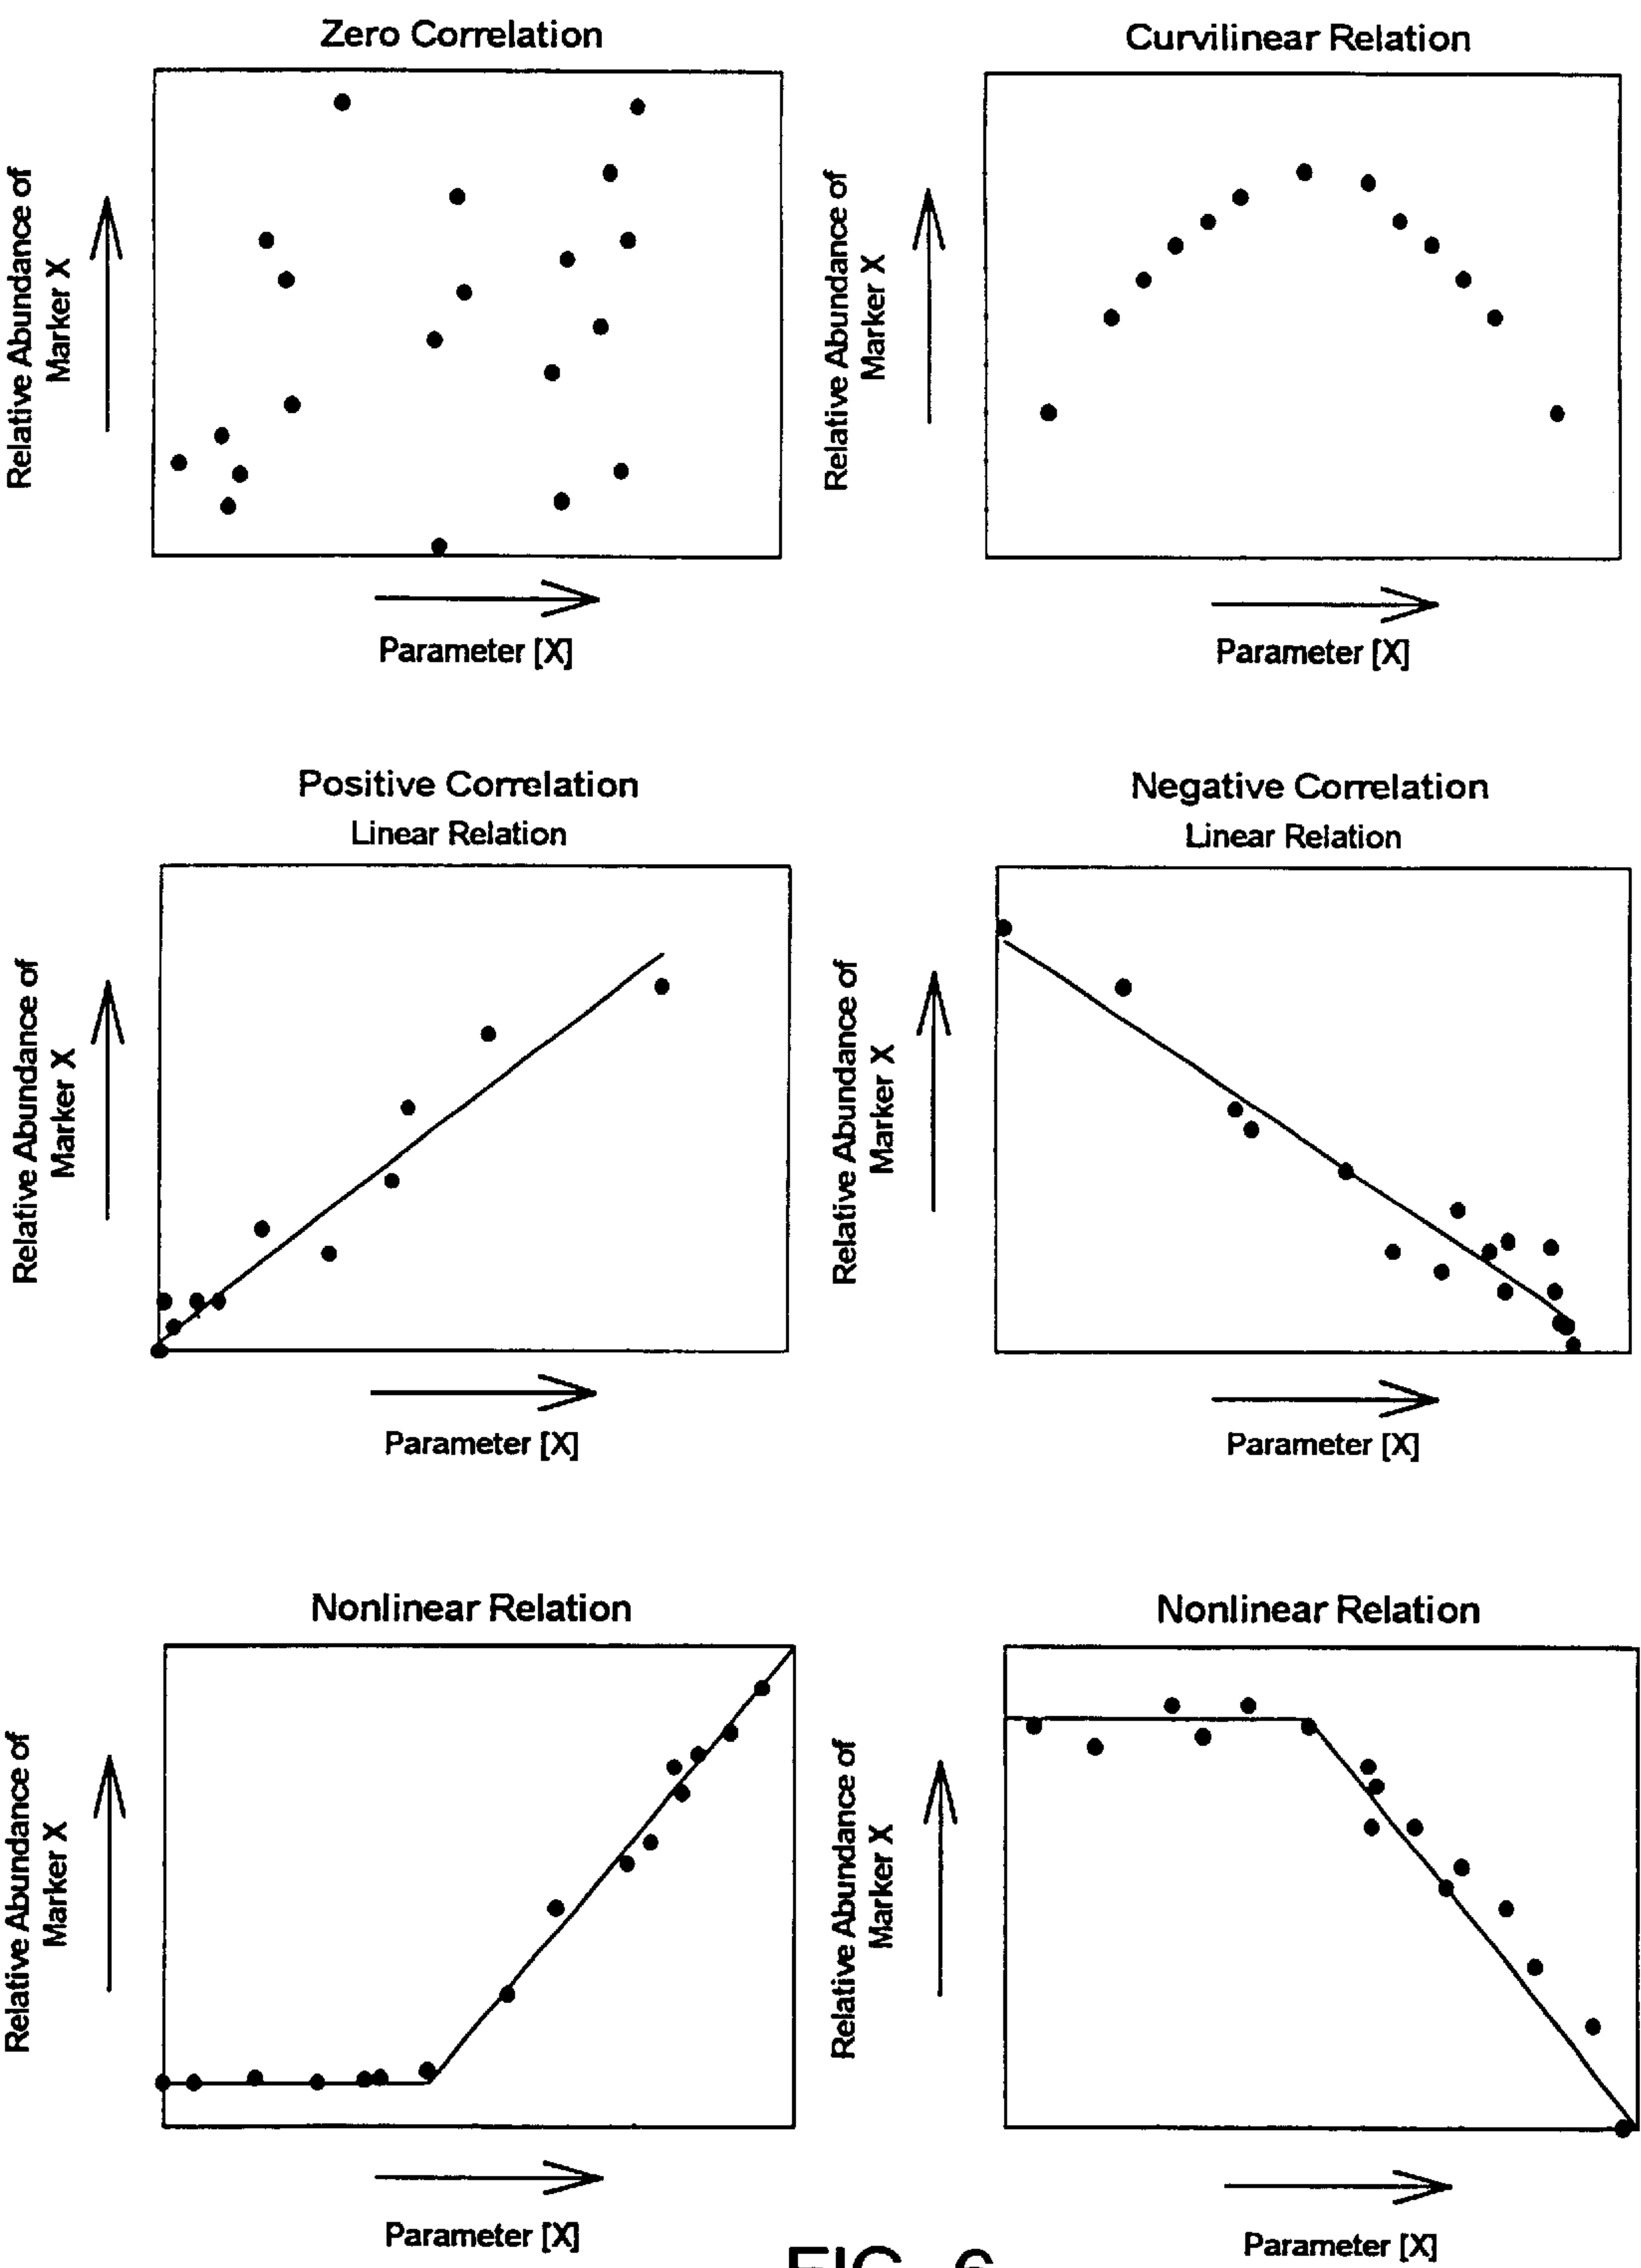 Zero Correlation
Relative Abundance of
Marker X
Parameter [X]
Curvilinear Relation
Relative Abundance of
Marker X
Parameter [X]
Positive Correlation
Linear Relation
Relative Abundance of
Marker X
Parameter [X]
Negative Correlation
Linear Relation
Relative Abundance of
Marker X
Parameter [X]
Nonlinear Relation
Relative Abundance of
Marker X
Parameter [X]
Nonlinear Relation
Relative Abundance of
Marker X
Parameter [X]
FIG. 6